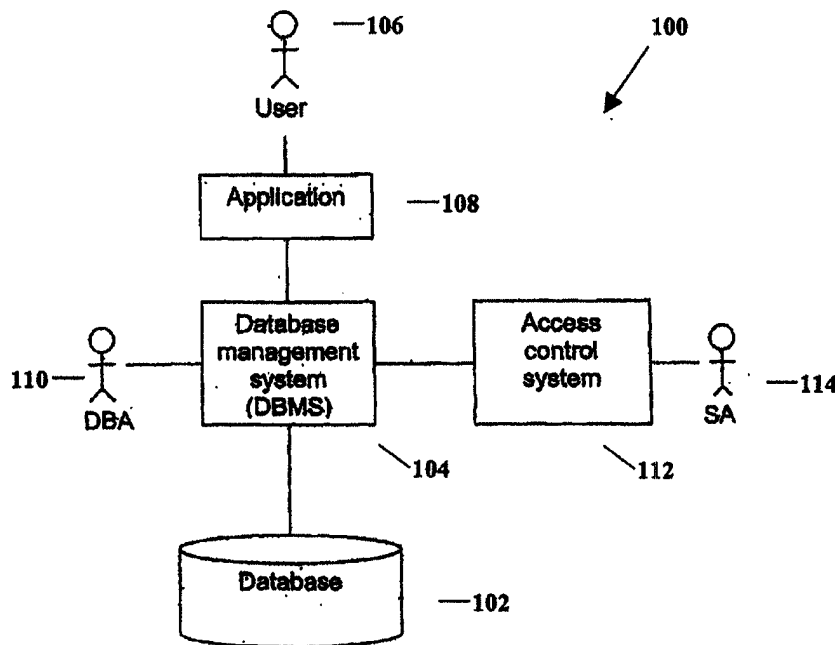 106
100
User
Application
108
Database
management
system
(DBMS)
Access
control
system
110
DBA
114
SA
104
112
Database
102